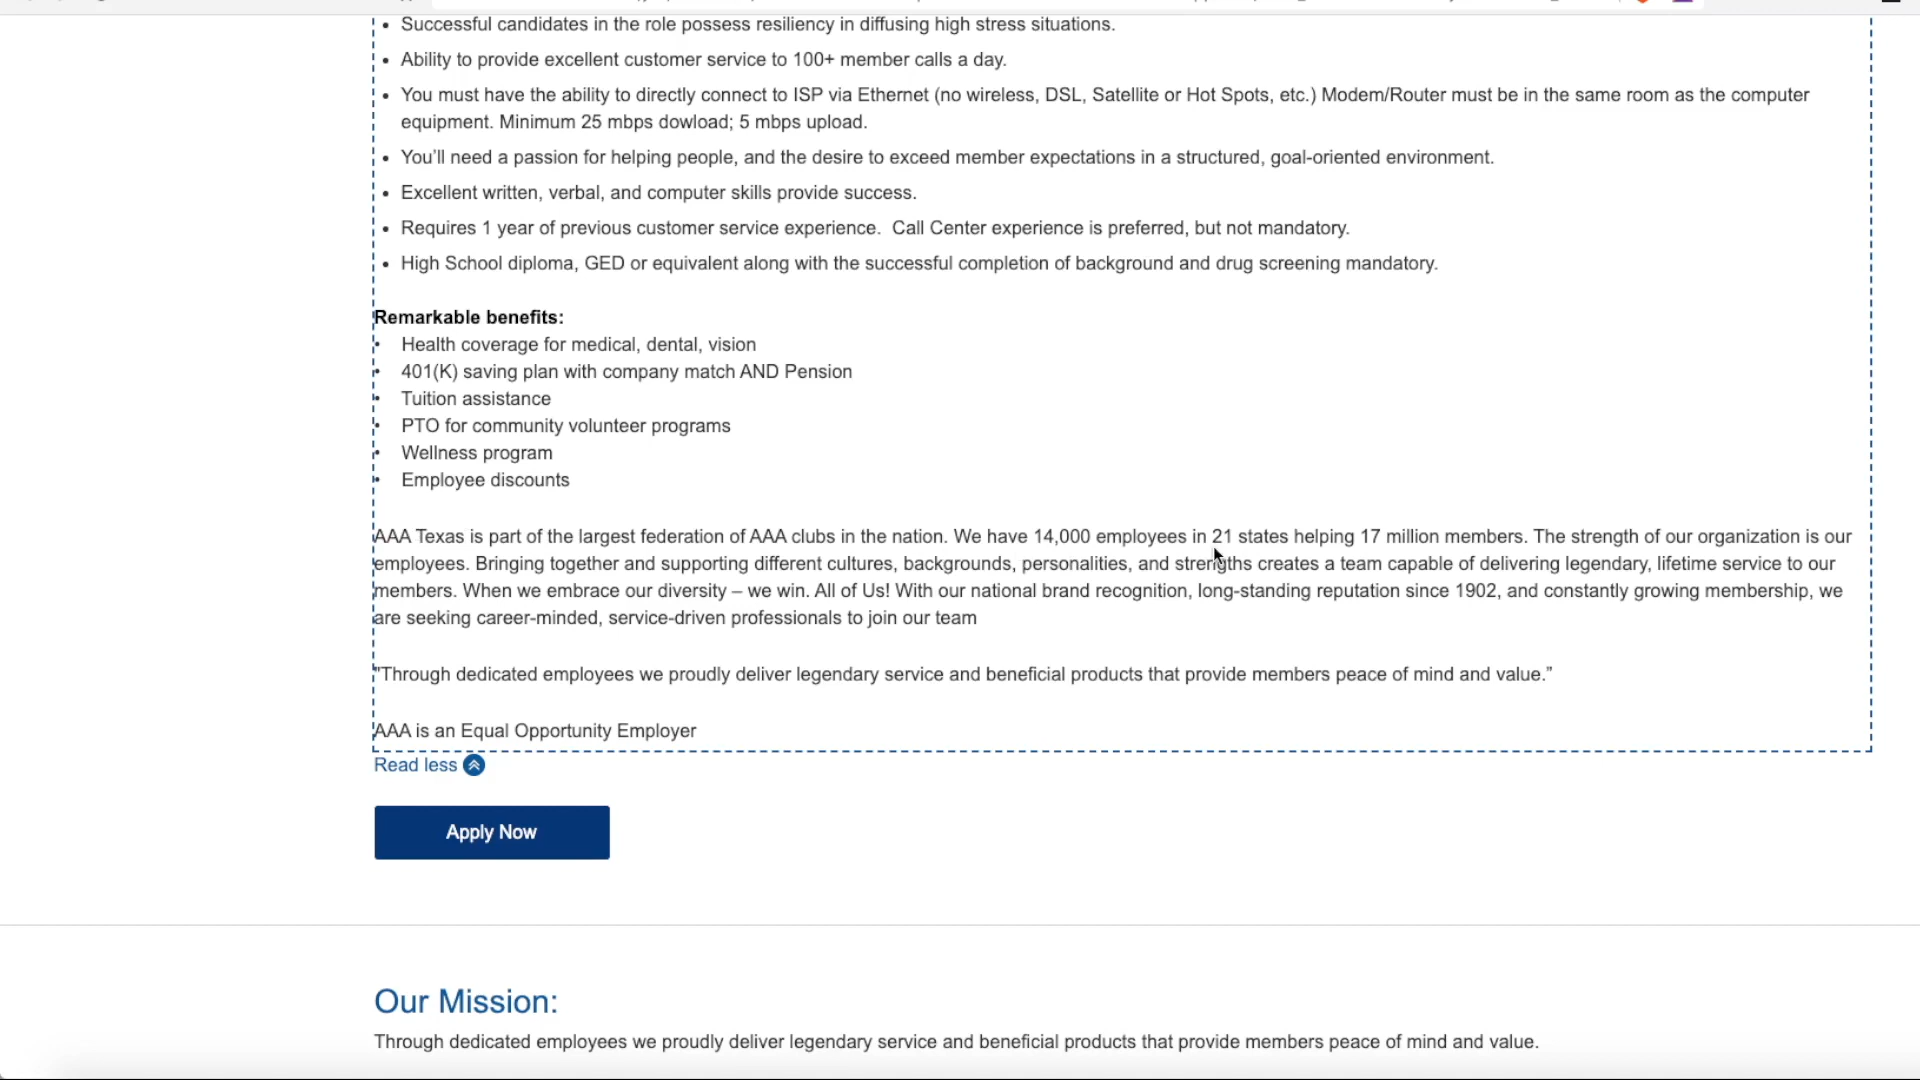 • Successful candidates in the role possess resiliency in diffusing high stress situations.
• Ability to provide excellent customer service to 100+ member calls a day.
• You must have the ability to directly connect to ISP via Ethernet (no wireless, DSL, Satellite or Hot Spots, etc.) Modem/Router must be in the same room as the computer
equipment. Minimum 25 mbps dowload; 5 mbps upload.
• You’ll need a passion for helping people, and the desire to exceed member expectations in a structured, goal-oriented environment.
• Excellent written, verbal, and computer skills provide success.
• Requires 1 year of previous customer service experience.  Call Center experience is preferred, but not mandatory.
• High School diploma, GED or equivalent along with the successful completion of background and drug screening mandatory.
Remarkable benefits:
• Health coverage for medical, dental, vision
• 401(K) saving plan with company match AND Pension
• Tuition assistance
• PTO for community volunteer programs
• Wellness program
• Employee discounts
AAA Texas is part of the largest federation of AAA clubs in the nation. We have 14,000 employees in 21 states helping 17 million members. The strength of our organization is our
employees. Bringing together and supporting different cultures, backgrounds, personalities, and strengths creates a team capable of delivering legendary, lifetime service to our
members. When we embrace our diversity – we win. All of Us! With our national brand recognition, long-standing reputation since 1902, and constantly growing membership, we
are seeking career-minded, service-driven professionals to join our team
"Through dedicated employees we proudly deliver legendary service and beneficial products that provide members peace of mind and value.”
AAA is an Equal Opportunity Employer
Read less
Apply Now
Our Mission:
Through dedicated employees we proudly deliver legendary service and beneficial products that provide members peace of mind and value.